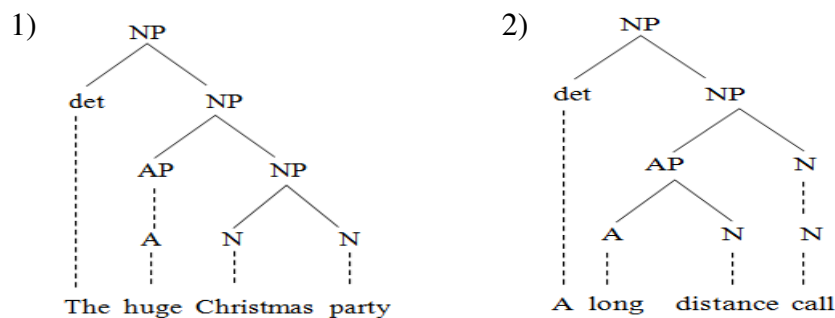 1)
NP
det NP
AP NP
A N N
The huge Christmas party
2)
NP
det NP
AP N
A N N
A long distance call